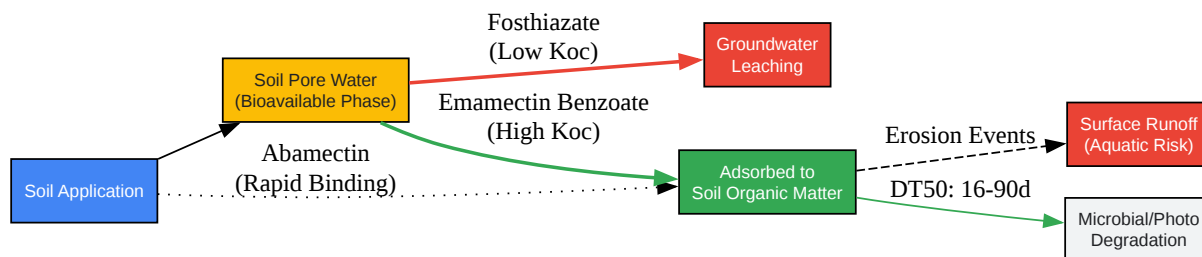 Fosthiazate
(Low Koc)
Groundwater
Leaching
Soil Pore Water
(Bioavailable Phase)
Emamectin Benzoate
(High Koc)
Erosion Events
Surface Runoff
(Aquatic Risk)
Abamectin
(Rapid Binding)
Soil Application
Adsorbed to
Soil Organic Matter
DT50: 16-90d
Microbial/Photo
Degradation